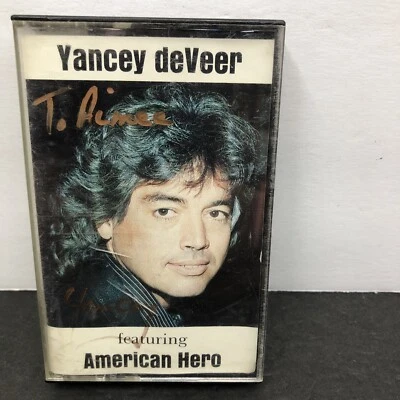 Yancey deVeer
To Aimee
featuring
American Hero